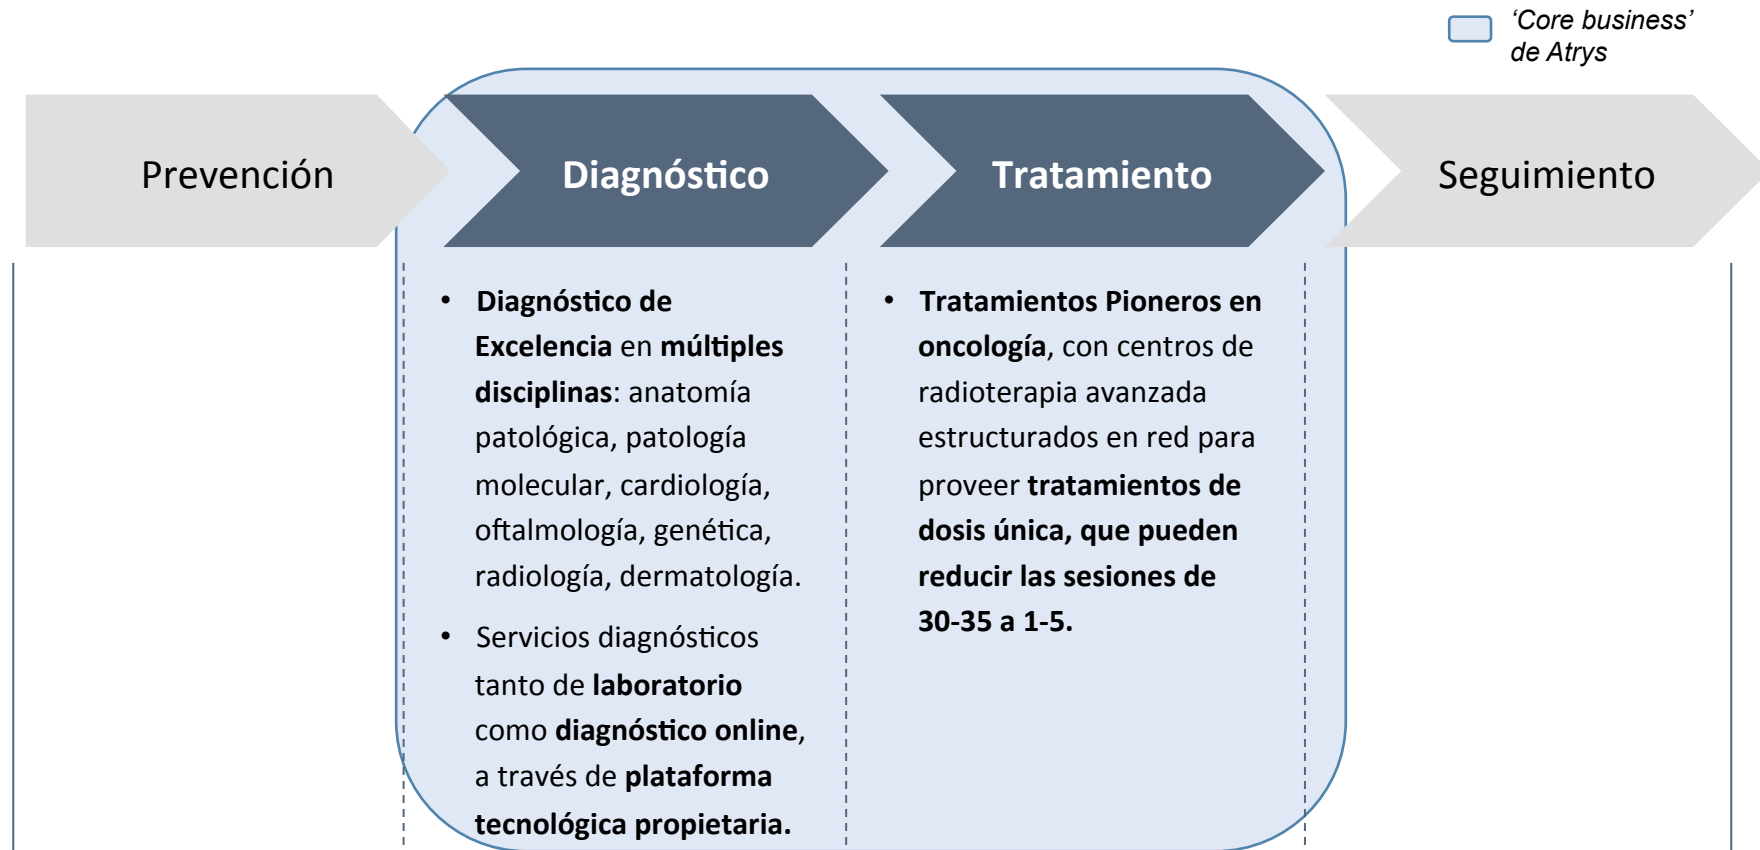 ‘Core business’
de Atrys
Prevención
Diagnóstico
Tratamiento
Seguimiento
• Diagnóstico de
Excelencia en múltiples
disciplinas: anatomía
patológica, patología
molecular, cardiología,
oftalmología, genética,
radiología, dermatología.
• Servicios diagnósticos
tanto de laboratorio
como diagnóstico online,
a través de plataforma
tecnológica propietaria.
• Tratamientos Pioneros en
oncología, con centros de
radioterapia avanzada
estructurados en red para
proveer tratamientos de
dosis única, que pueden
reducir las sesiones de
30-35 a 1-5.